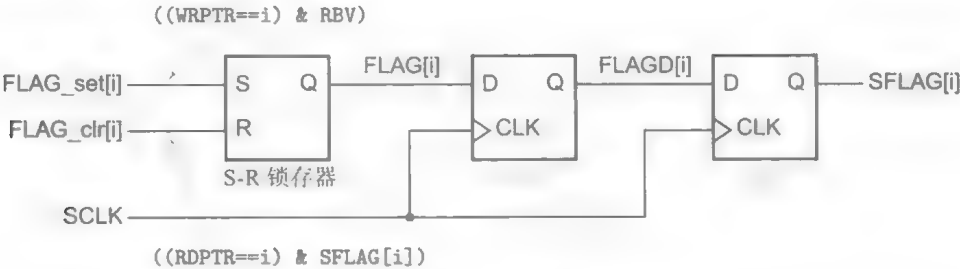 ((WRPTR==i) & RBV)
FLAG_set[i]
S
Q
FLAG[i]
D
Q
FLAGD[i]
D
Q
SFLAG[i]
FLAG_clr[i]
R
CLK
CLK
S-R 锁存器
SCLK
((RDPTR==i) & SFLAG[i])